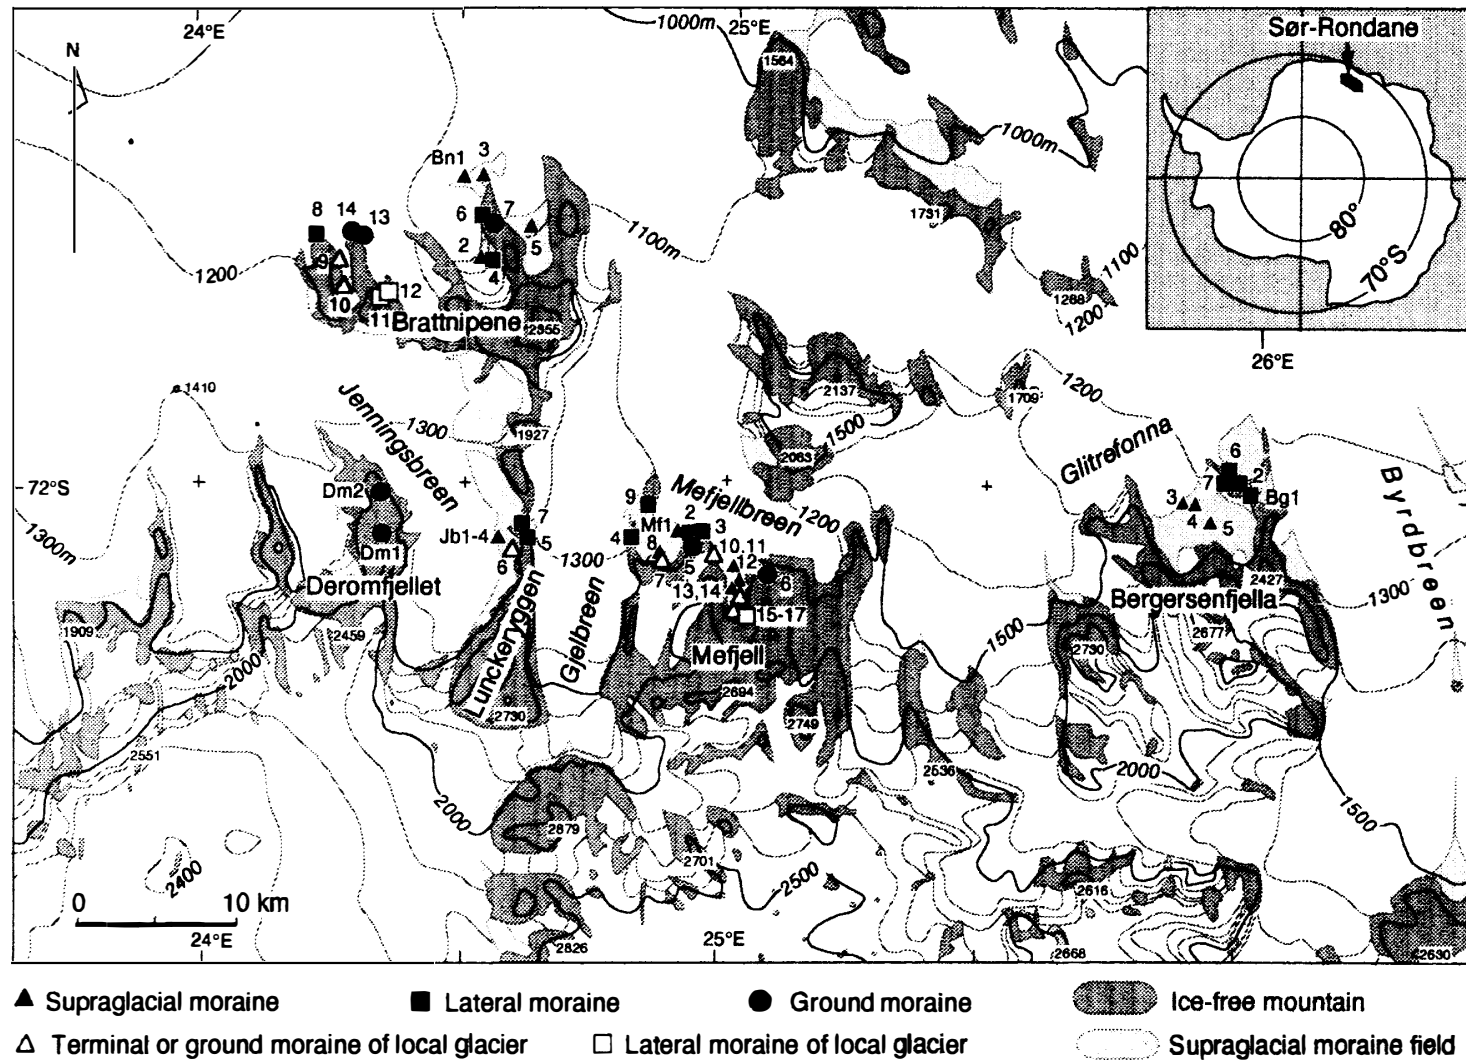 24°E
25°E
1000m
Sør-Rondane
N
1564
1000m
80°
70°S
26°E
Bn1
3
8
14
13
6
7
2
5
4
1731
1100m
1200
9
10
12
11
Brattnipene
2355
1100
1268
1200
1410
Jenningsbreen
1300
1927
2137
1500
2083
1709
1200
Glitrefonna
72°S
1300m
Dm2
Dm1
Deromfjellet
Jb1-4
7
5
6
1300
9
Mefjellbreen
1200
4
Mf1
2
3
8
7
5
10,11
12
6
13,14
15-17
Mefjell
Lunckeryggen
Gjelbreen
6
7
2
Bg1
3
4
5
Byrdbreen
2427
1300
Bergersenfjella
2677
2730
1500
1909
2459
2000
2730
2694
2749
2551
2536
2000
2000
1500
2879
2701
2500
2616
2400
0 10 km
24°E
25°E
2826
2668
2630
Supraglacial moraine
Lateral moraine
Ground moraine
Ice-free mountain
Terminal or ground moraine of local glacier
Lateral moraine of local glacier
Supraglacial moraine field